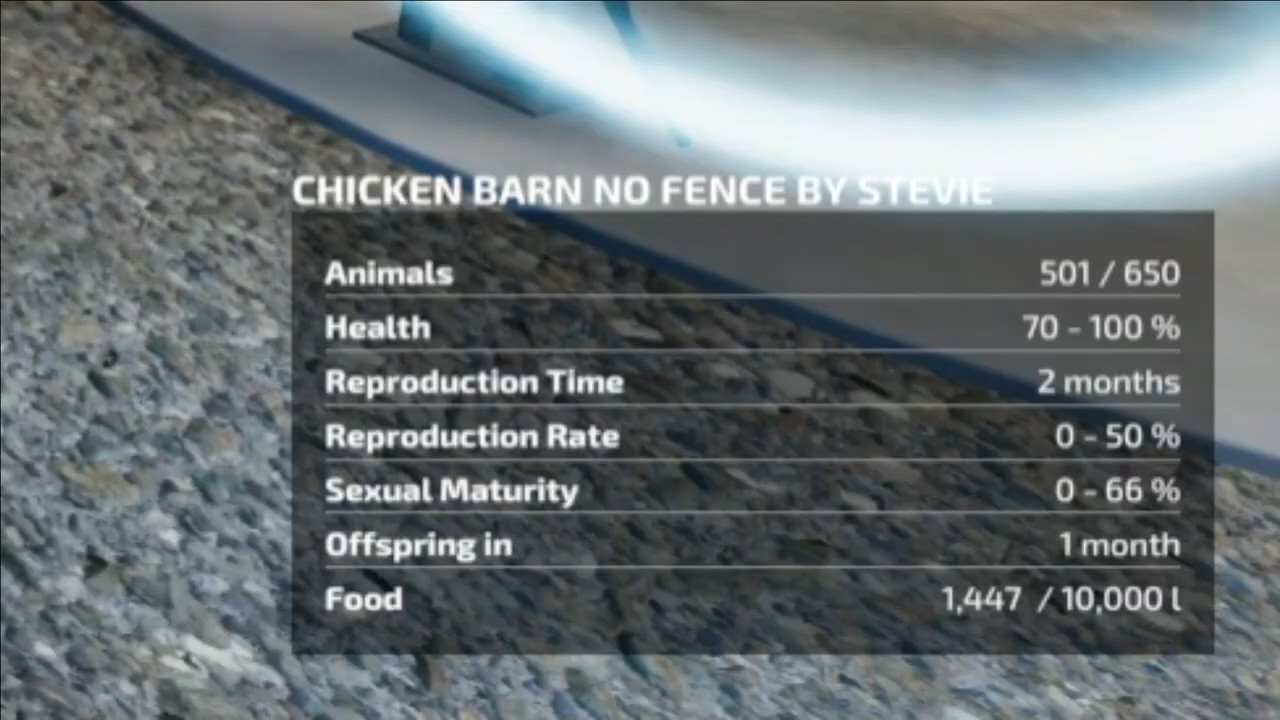 CHICKEN BARN NO FENCE BY STEVIE
Animals 501 / 650
Health 70 - 100 %
Reproduction Time 2 months
Reproduction Rate 0 - 50 %
Sexual Maturity 0 - 66 %
Offspring in 1 month
Food 1,447 / 10,000 l